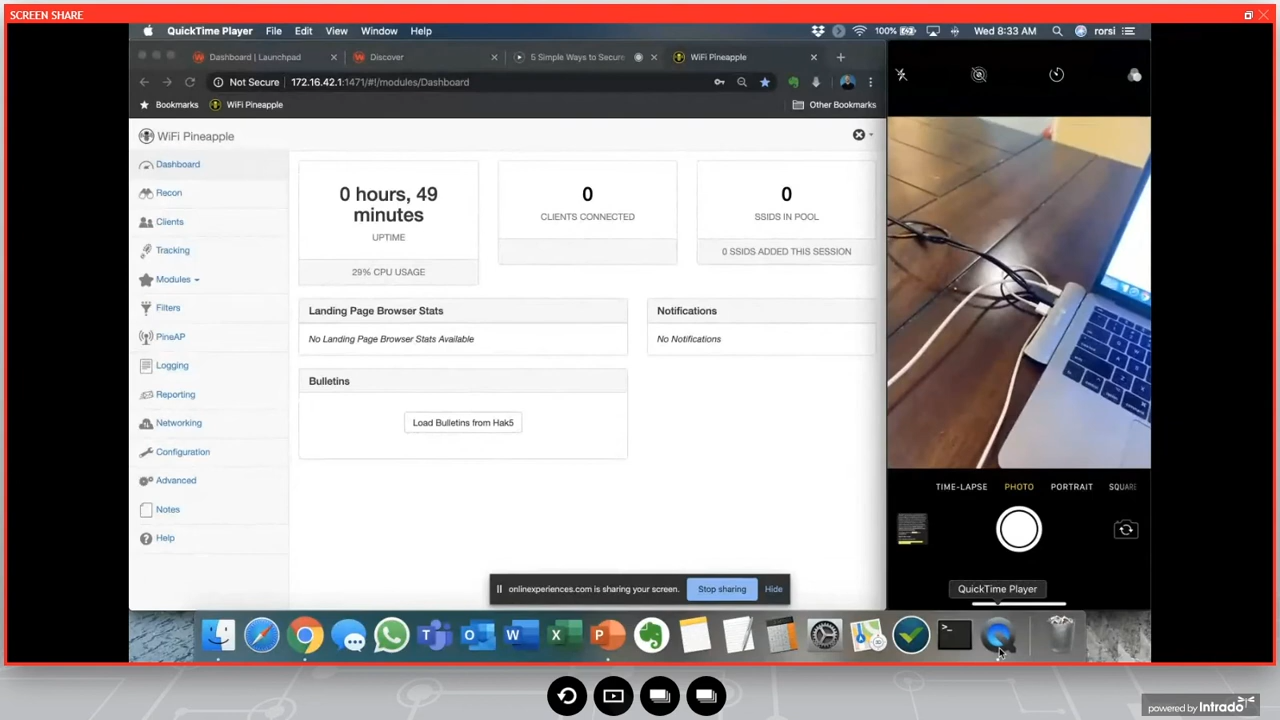 SCREEN SHARE
QuickTime Player File Edit View Window Help
100% Wed 8:33 AM rorsi
Dashboard | Launchpad
Discover
5 Simple Ways to Secure
WiFi Pineapple
Not Secure 172.16.42.1:1471/#!/modules/Dashboard
Bookmarks WiFi Pineapple Other Bookmarks
WiFi Pineapple
Dashboard
Recon
Clients
Tracking
Modules
Filters
PineAP
Logging
Reporting
Networking
Configuration
Advanced
Notes
Help
0 hours, 49
minutes
UPTIME
29% CPU USAGE
0
CLIENTS CONNECTED
0
SSIDS IN POOL
0 SSIDS ADDED THIS SESSION
Landing Page Browser Stats
No Landing Page Browser Stats Available
Notifications
No Notifications
Bulletins
Load Bulletins from Hak5
TIME-LAPSE PHOTO PORTRAIT SQUARE
onlinexperiences.com is sharing your screen. Stop sharing Hide
QuickTime Player
powered by Intrado